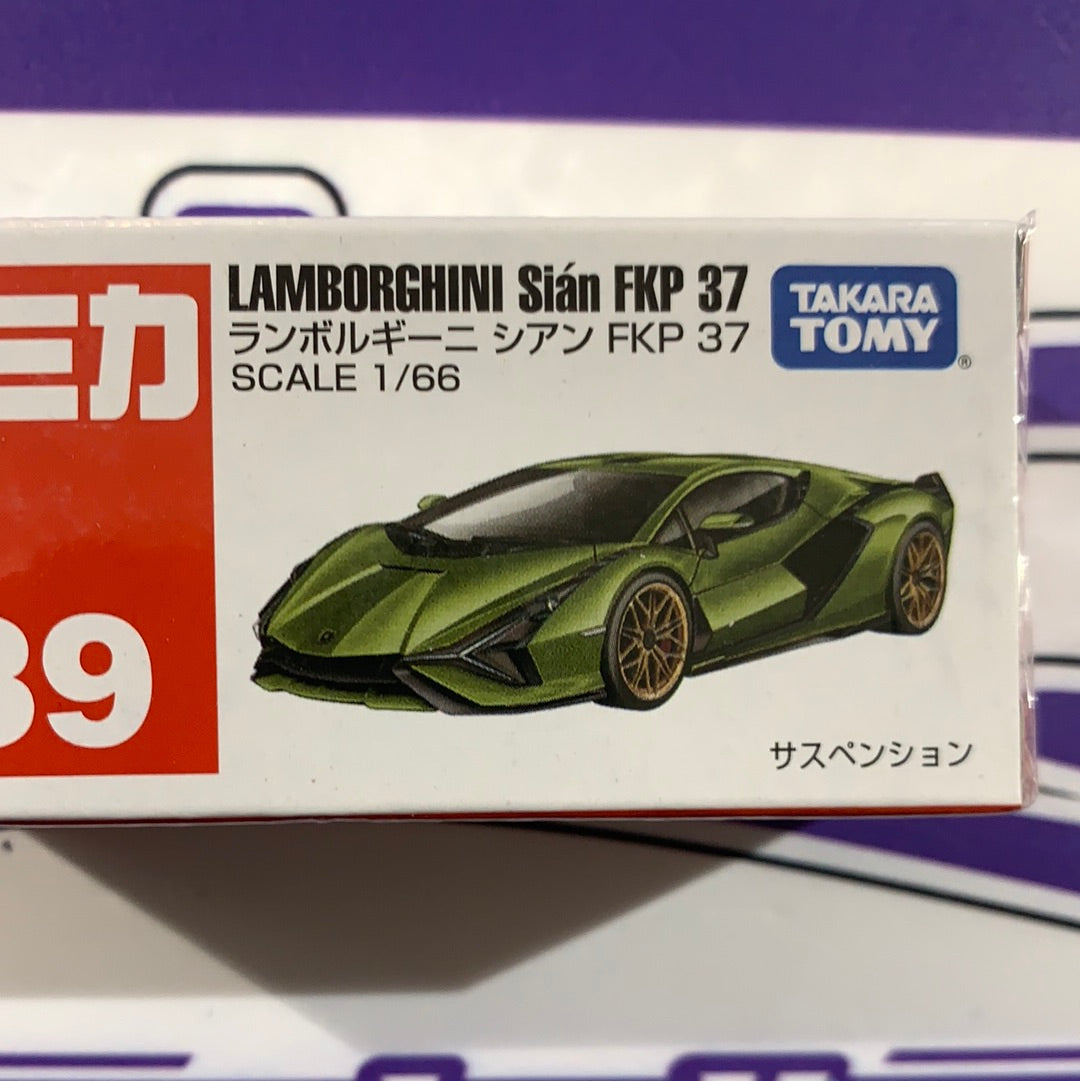 LAMBORGHINI Sián FKP 37
ランボルギーニ シアン FKP 37
SCALE 1/66
TAKARA
TOMY
®
ミカ
39
サスペンション